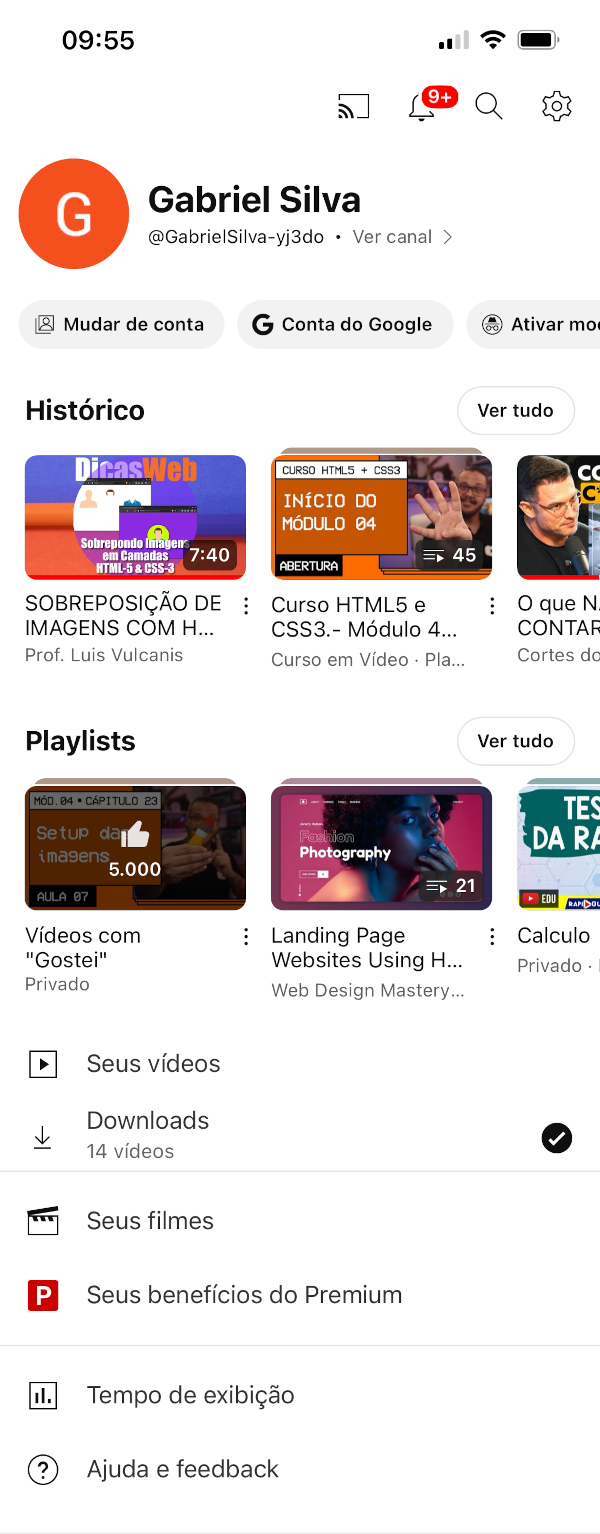 09:55
9+
G
Gabriel Silva
@GabrielSilva-yj3do • Ver canal
Mudar de conta
G Conta do Google
Ativar mo
Histórico
Ver tudo
DicasWeb
Sobrepondo Imagens
em Camadas
HTML-5 & CSS-3
7:40
CURSO HTML5 + CSS3
INÍCIO DO
MÓDULO 04
ABERTURA
45
CO
SOBREPOSIÇÃO DE
IMAGENS COM H...
Prof. Luis Vulcanis
Curso HTML5 e
CSS3.- Módulo 4...
Curso em Vídeo · Pla...
O que N
CONTAR
Cortes do
Playlists
Ver tudo
MÓD.04 • CÁPITULO 23
Setup da
imagens
5.000
AULA 07
Fashion
Photography
21
TES
DA RA
EDU
Vídeos com
"Gostei"
Privado
Landing Page
Websites Using H...
Web Design Mastery...
Calculo
Privado ·
Seus vídeos
Downloads
14 vídeos
Seus filmes
P Seus benefícios do Premium
Tempo de exibição
? Ajuda e feedback